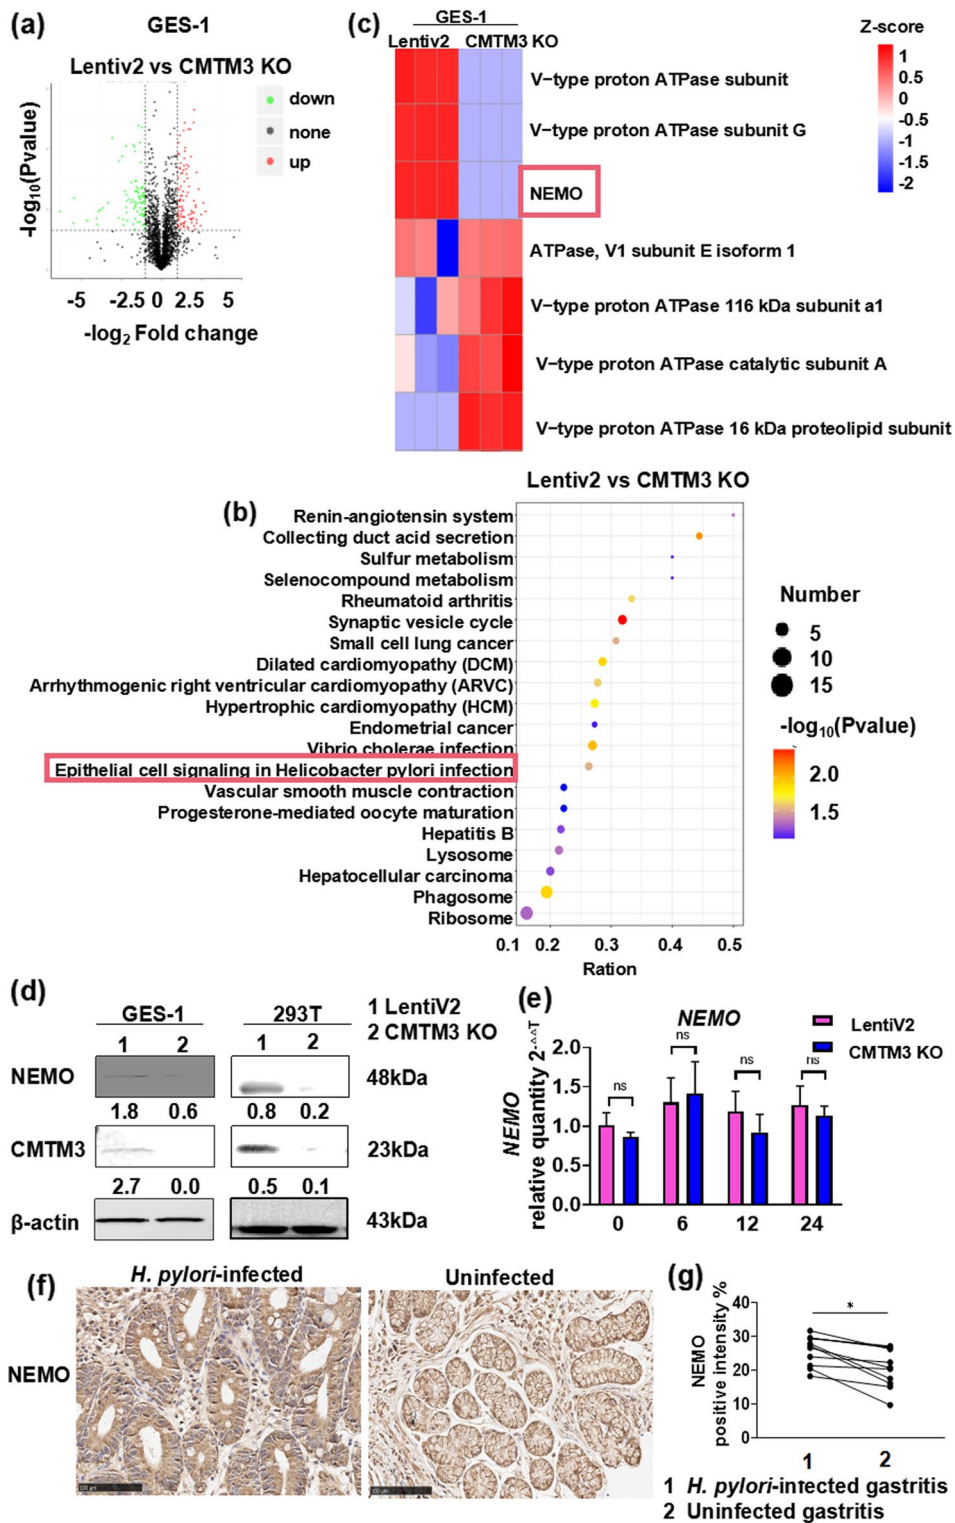 (a)
GES-1
Lentiv2 vs CMTM3 KO
down
none
up
-log10(Pvalue)
-5 -2.5 0 2.5 5
-log2 Fold change
(c)
GES-1
Lentiv2 CMTM3 KO
Z-score
1
0.5
0
-0.5
-1
-1.5
-2
V-type proton ATPase subunit
V-type proton ATPase subunit G
NEMO
ATPase, V1 subunit E isoform 1
V-type proton ATPase 116 kDa subunit a1
V-type proton ATPase catalytic subunit A
V-type proton ATPase 16 kDa proteolipid subunit
(b)
Lentiv2 vs CMTM3 KO
Renin-angiotensin system
Collecting duct acid secretion
Sulfur metabolism
Selenocompound metabolism
Rheumatoid arthritis
Synaptic vesicle cycle
Small cell lung cancer
Dilated cardiomyopathy (DCM)
Arrhythmogenic right ventricular cardiomyopathy (ARVC)
Hypertrophic cardiomyopathy (HCM)
Endometrial cancer
Vibrio cholerae infection
Epithelial cell signaling in Helicobacter pylori infection
Vascular smooth muscle contraction
Progesterone-mediated oocyte maturation
Hepatitis B
Lysosome
Hepatocellular carcinoma
Phagosome
Ribosome
0.1 0.2 0.3 0.4 0.5
Ration
Number
5
10
15
-log10(Pvalue)
2.0
1.5
(d)
GES-1 293T
1 2 1 2
1 LentiV2
2 CMTM3 KO
NEMO 48kDa
1.8 0.6 0.8 0.2
CMTM3 23kDa
2.7 0.0 0.5 0.1
β-actin 43kDa
(e)
NEMO
LentiV2
CMTM3 KO
NEMO
relative quantity 2-△△T
2.0
1.5
1.0
0.5
0.0
ns
ns
ns
ns
0 6 12 24
(f)
H. pylori-infected
Uninfected
NEMO
(g)
NEMO
positive intensity %
40
30
20
10
0
*
1 2
1 H. pylori-infected gastritis
2 Uninfected gastritis